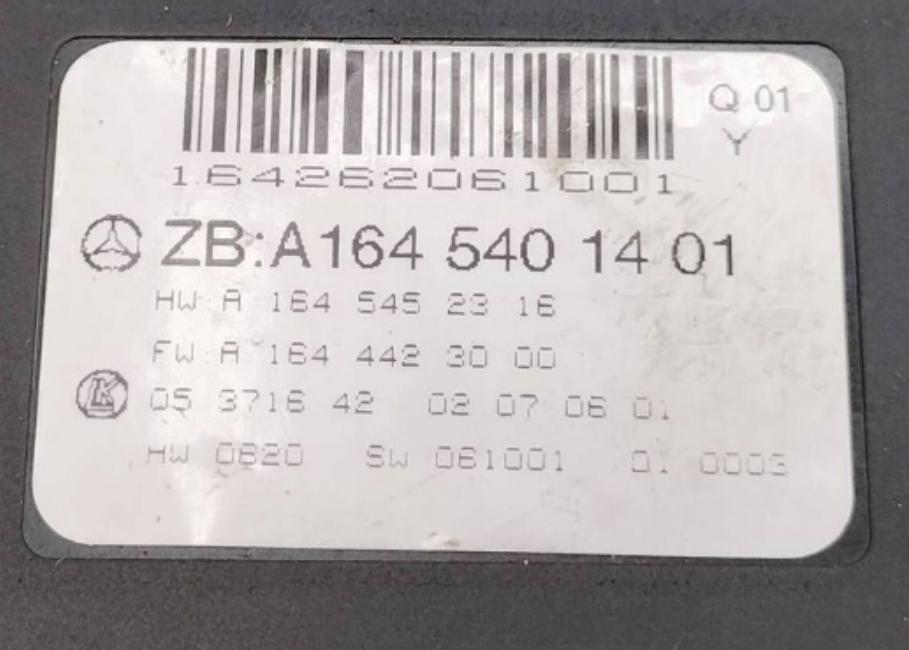 Q 01
Y
164262061001
ZB:A164 540 14 01
HW:A 164 545 23 16
FW:A 164 442 30 00
05 3716 42 02 07 06 01
HW 0620 SW 061001 01 0003